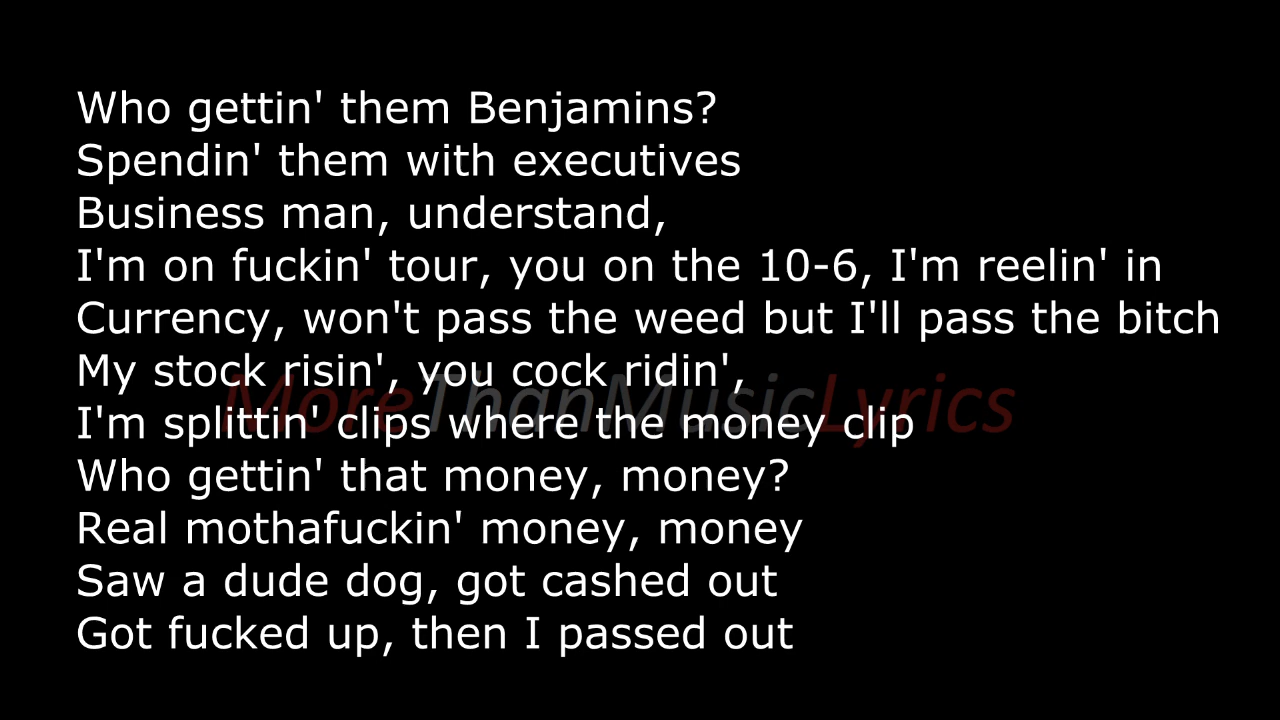 Who gettin' them Benjamins?
Spendin' them with executives
Business man, understand,
I'm on fuckin' tour, you on the 10-6, I'm reelin' in
Currency, won't pass the weed but I'll pass the bitch
My stock risin', you cock ridin',
MoreThanMusicLyrics
I'm splittin' clips where the money clip
Who gettin' that money, money?
Real mothafuckin' money, money
Saw a dude dog, got cashed out
Got fucked up, then I passed out